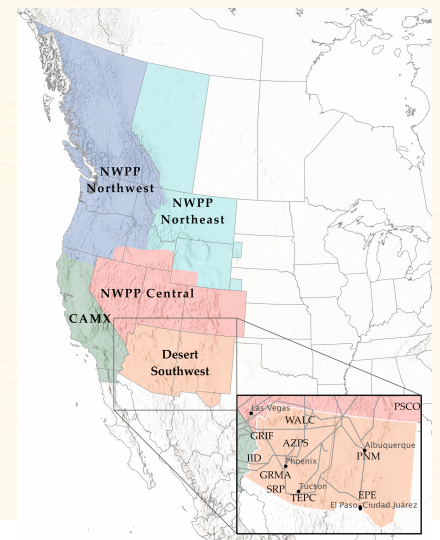 NWPP
Northwest
NWPP
Northeast
NWPP Central
CAMX
Desert
Southwest
PSCO
Las Vegas
WALC
GRIF
AZPS
Albuquerque
PNM
IID
Phoenix
GRMA
SRP
Tucson
TEPC
EPE
El Paso
Ciudad Juárez